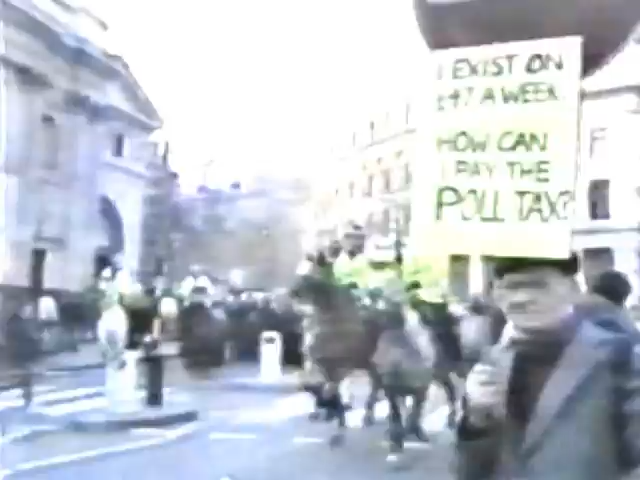 I EXIST ON
£47 A WEEK.
HOW CAN
I PAY THE
POLL TAX?